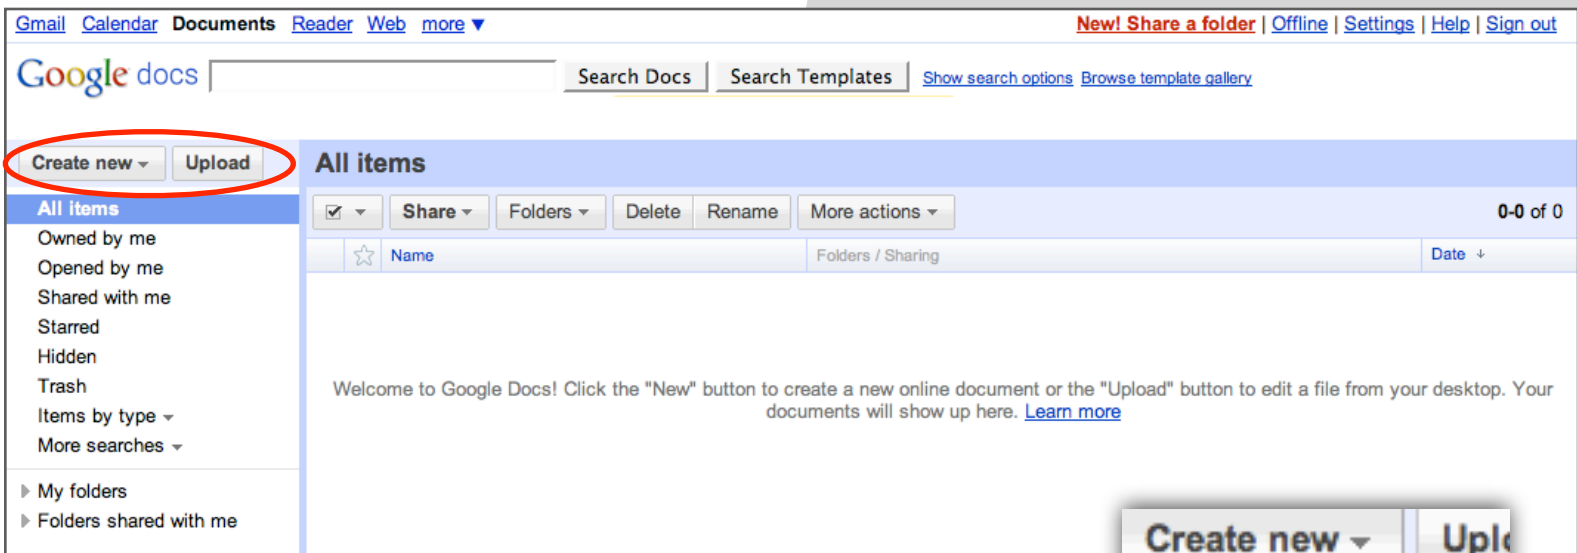 Gmail Calendar Documents Reader Web more ▼ New! Share a folder | Offline | Settings | Help | Sign out
Google docs Search Docs Search Templates Show search options Browse template gallery
Create new Upload All items
All items Share Folders Delete Rename More actions 0-0 of 0
Owned by me Name Folders / Sharing Date ↓
Opened by me
Shared with me
Starred
Hidden
Trash Welcome to Google Docs! Click the "New" button to create a new online document or the "Upload" button to edit a file from your desktop. Your
Items by type documents will show up here. Learn more
More searches
My folders
Folders shared with me
Create new Uplo